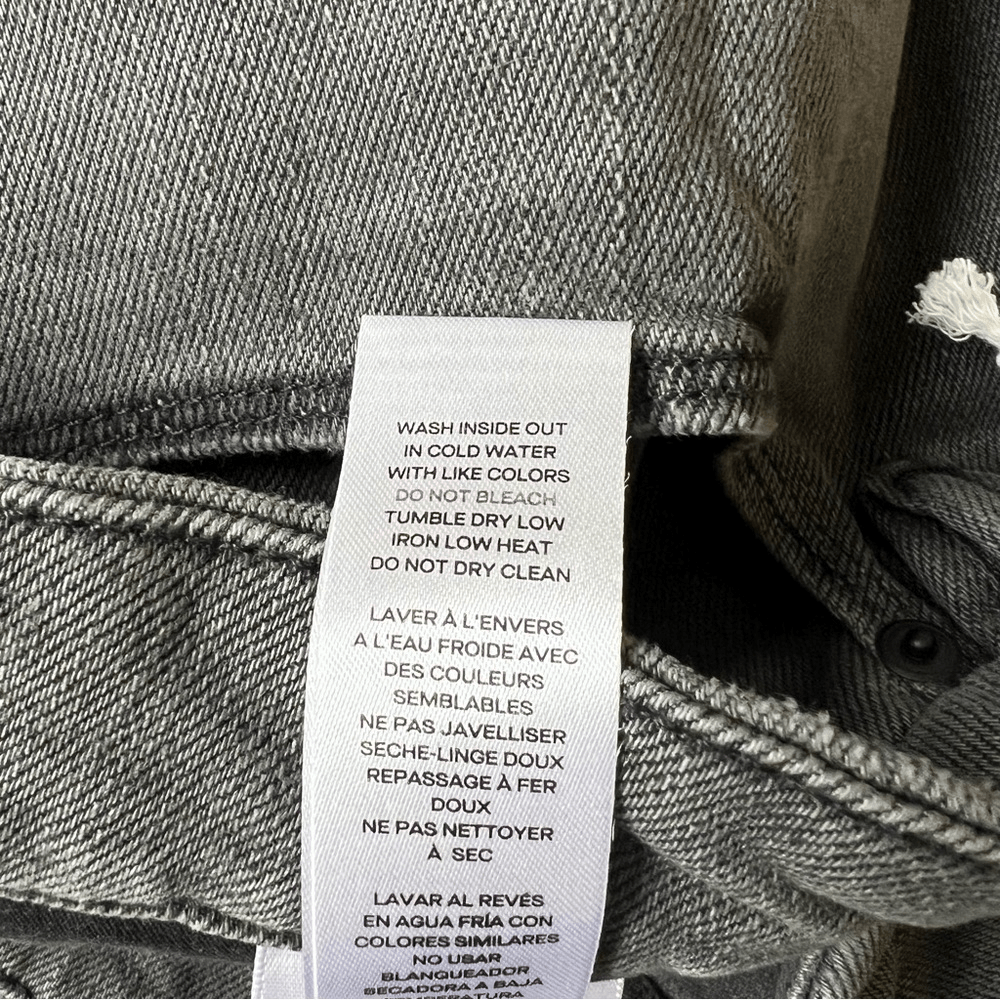 WASH INSIDE OUT
IN COLD WATER
WITH LIKE COLORS
DO NOT BLEACH
TUMBLE DRY LOW
IRON LOW HEAT
DO NOT DRY CLEAN
LAVER À L'ENVERS
A L'EAU FROIDE AVEC
DES COULEURS
SEMBLABLES
NE PAS JAVELLISER
SECHE-LINGE DOUX
REPASSAGE À FER
DOUX
NE PAS NETTOYER
À SEC
LAVAR AL REVÉS
EN AGUA FRÍA CON
COLORES SIMILARES
NO USAR
BLANQUEADOR
SECADORA A BAJA
TEMPERATURA